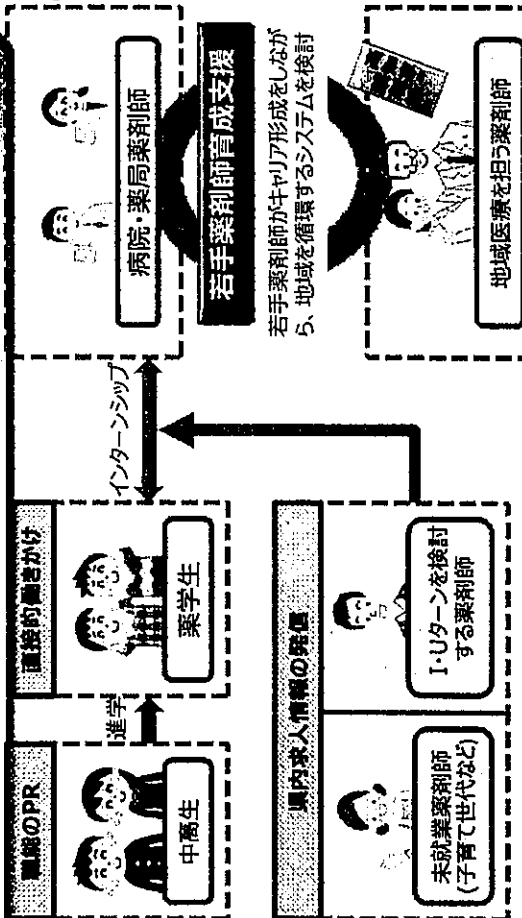 職能のPR
中高生
進学
直接的働きかけ
薬学生
インターンシップ
病院・薬局薬剤師
若手薬剤師育成支援
若手薬剤師がキャリア形成をしなが
ら、地域を循環するシステムを検討
地域医療を担う薬剤師
県内求人情報の発信
未就業薬剤師
(子育て世代など)
I・Uターンを検討
する薬剤師